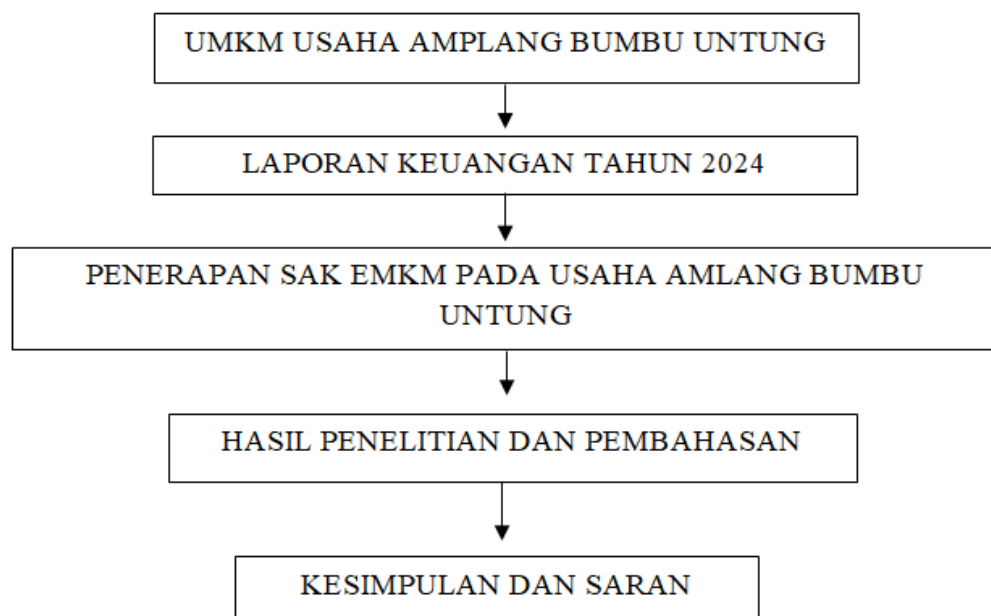 UMKM USAHA AMPLANG BUMBU UNTUNG
LAPORAN KEUANGAN TAHUN 2024
PENERAPAN SAK EMKM PADA USAHA AMLANG BUMBU
UNTUNG
HASIL PENELITIAN DAN PEMBAHASAN
KESIMPULAN DAN SARAN